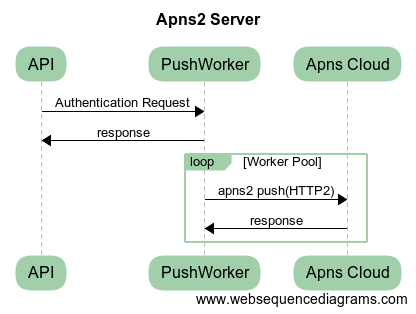 Apns2 Server
API
PushWorker
Apns Cloud
Authentication Request
response
loop
[Worker Pool]
apns2 push(HTTP2)
response
API
PushWorker
Apns Cloud
www.websequencediagrams.com